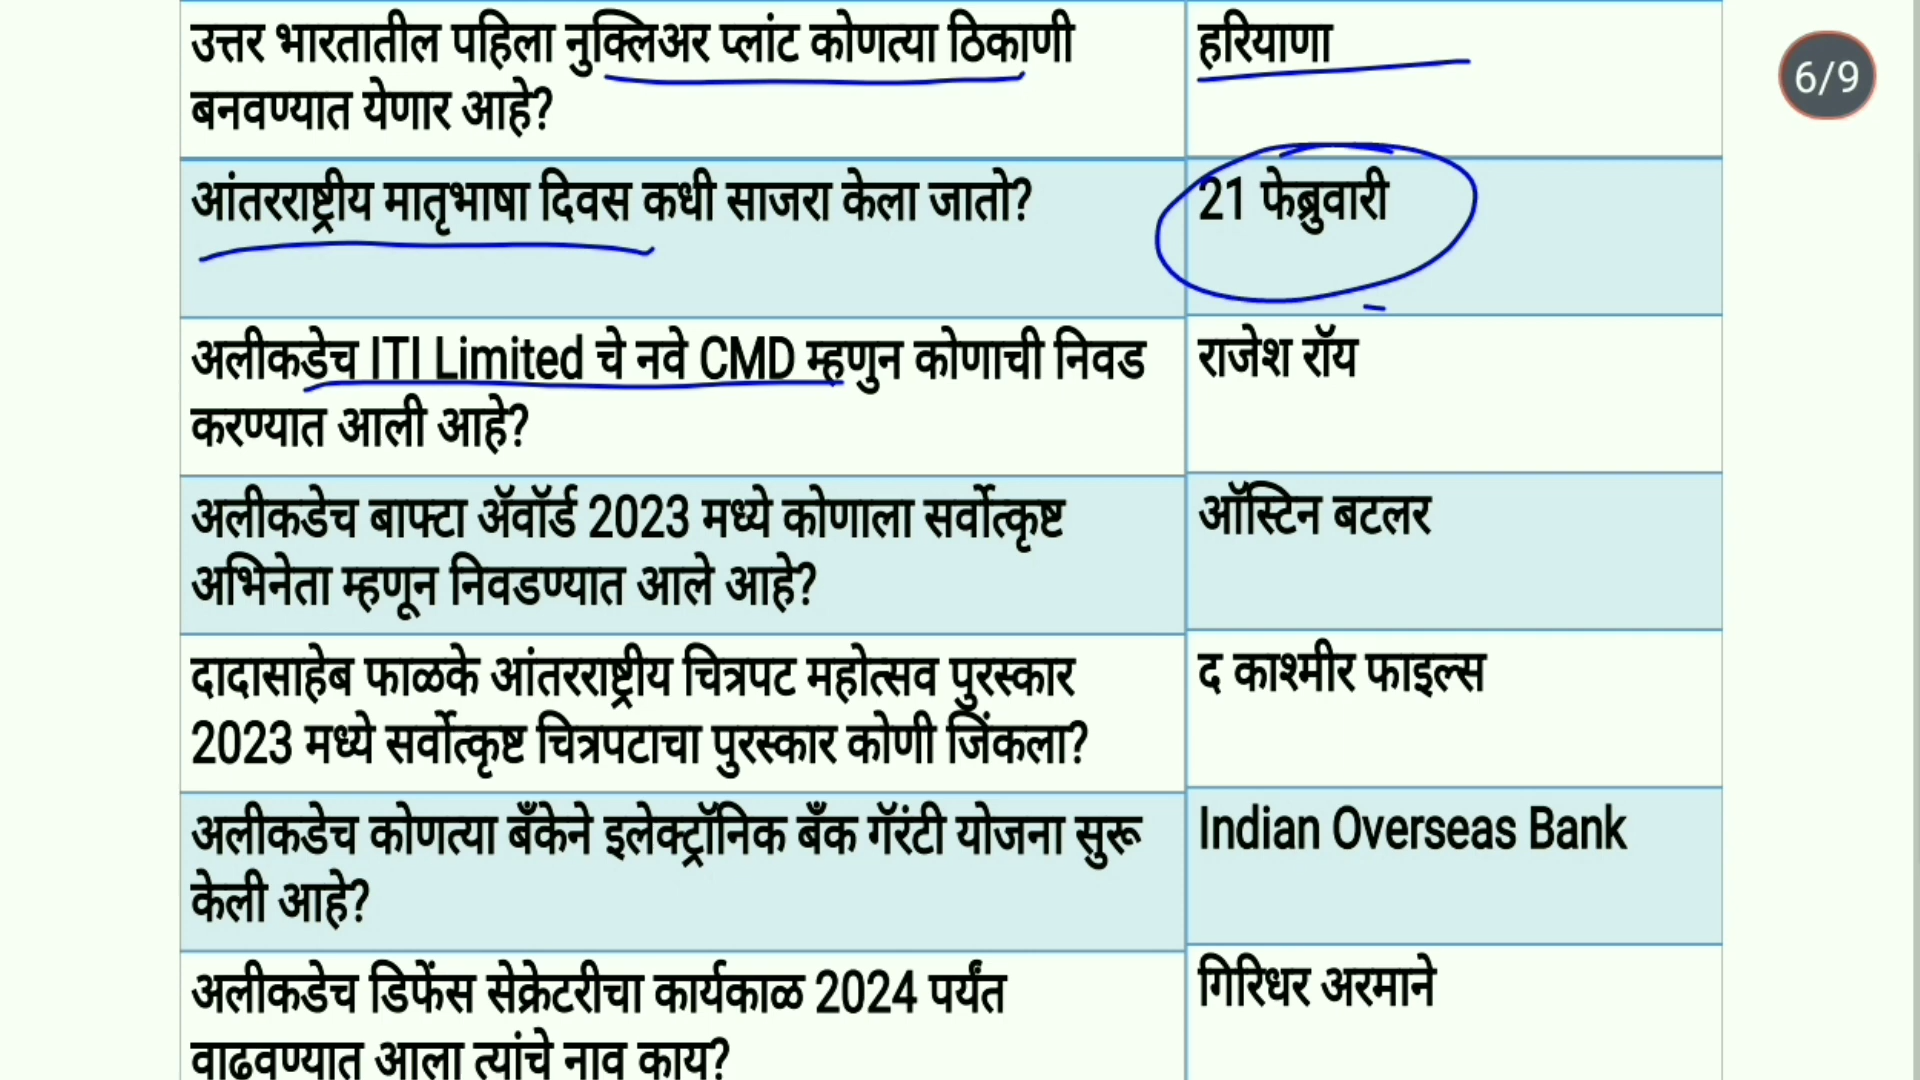 उत्तर भारतातील पहिला नुक्लिअर प्लांट कोणत्या ठिकाणी
बनवण्यात येणार आहे?
हरियाणा
6/9
आंतरराष्ट्रीय मातृभाषा दिवस कधी साजरा केला जातो?
21 फेब्रुवारी
अलीकडेच ITI Limited चे नवे CMD म्हणुन कोणाची निवड
करण्यात आली आहे?
राजेश रॉय
अलीकडेच बाफ्टा ॲवॉर्ड 2023 मध्ये कोणाला सर्वोत्कृष्ट
अभिनेता म्हणून निवडण्यात आले आहे?
ऑस्टिन बटलर
दादासाहेब फाळके आंतरराष्ट्रीय चित्रपट महोत्सव पुरस्कार
2023 मध्ये सर्वोत्कृष्ट चित्रपटाचा पुरस्कार कोणी जिंकला?
द काश्मीर फाइल्स
अलीकडेच कोणत्या बँकेने इलेक्ट्रॉनिक बँक गॅरंटी योजना सुरू
केली आहे?
Indian Overseas Bank
अलीकडेच डिफेंस सेक्रेटरीचा कार्यकाळ 2024 पर्यंत
वाढवण्यात आला त्यांचे नाव काय?
गिरिधर अरमाने